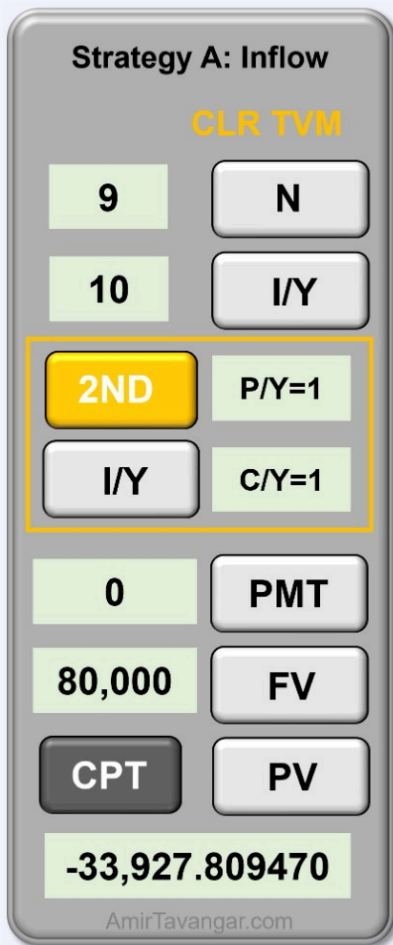 Strategy A: Inflow
CLR TVM
9 N
10 I/Y
2ND P/Y=1
I/Y C/Y=1
0 PMT
80,000 FV
CPT PV
-33,927.809470
AmirTavangar.com